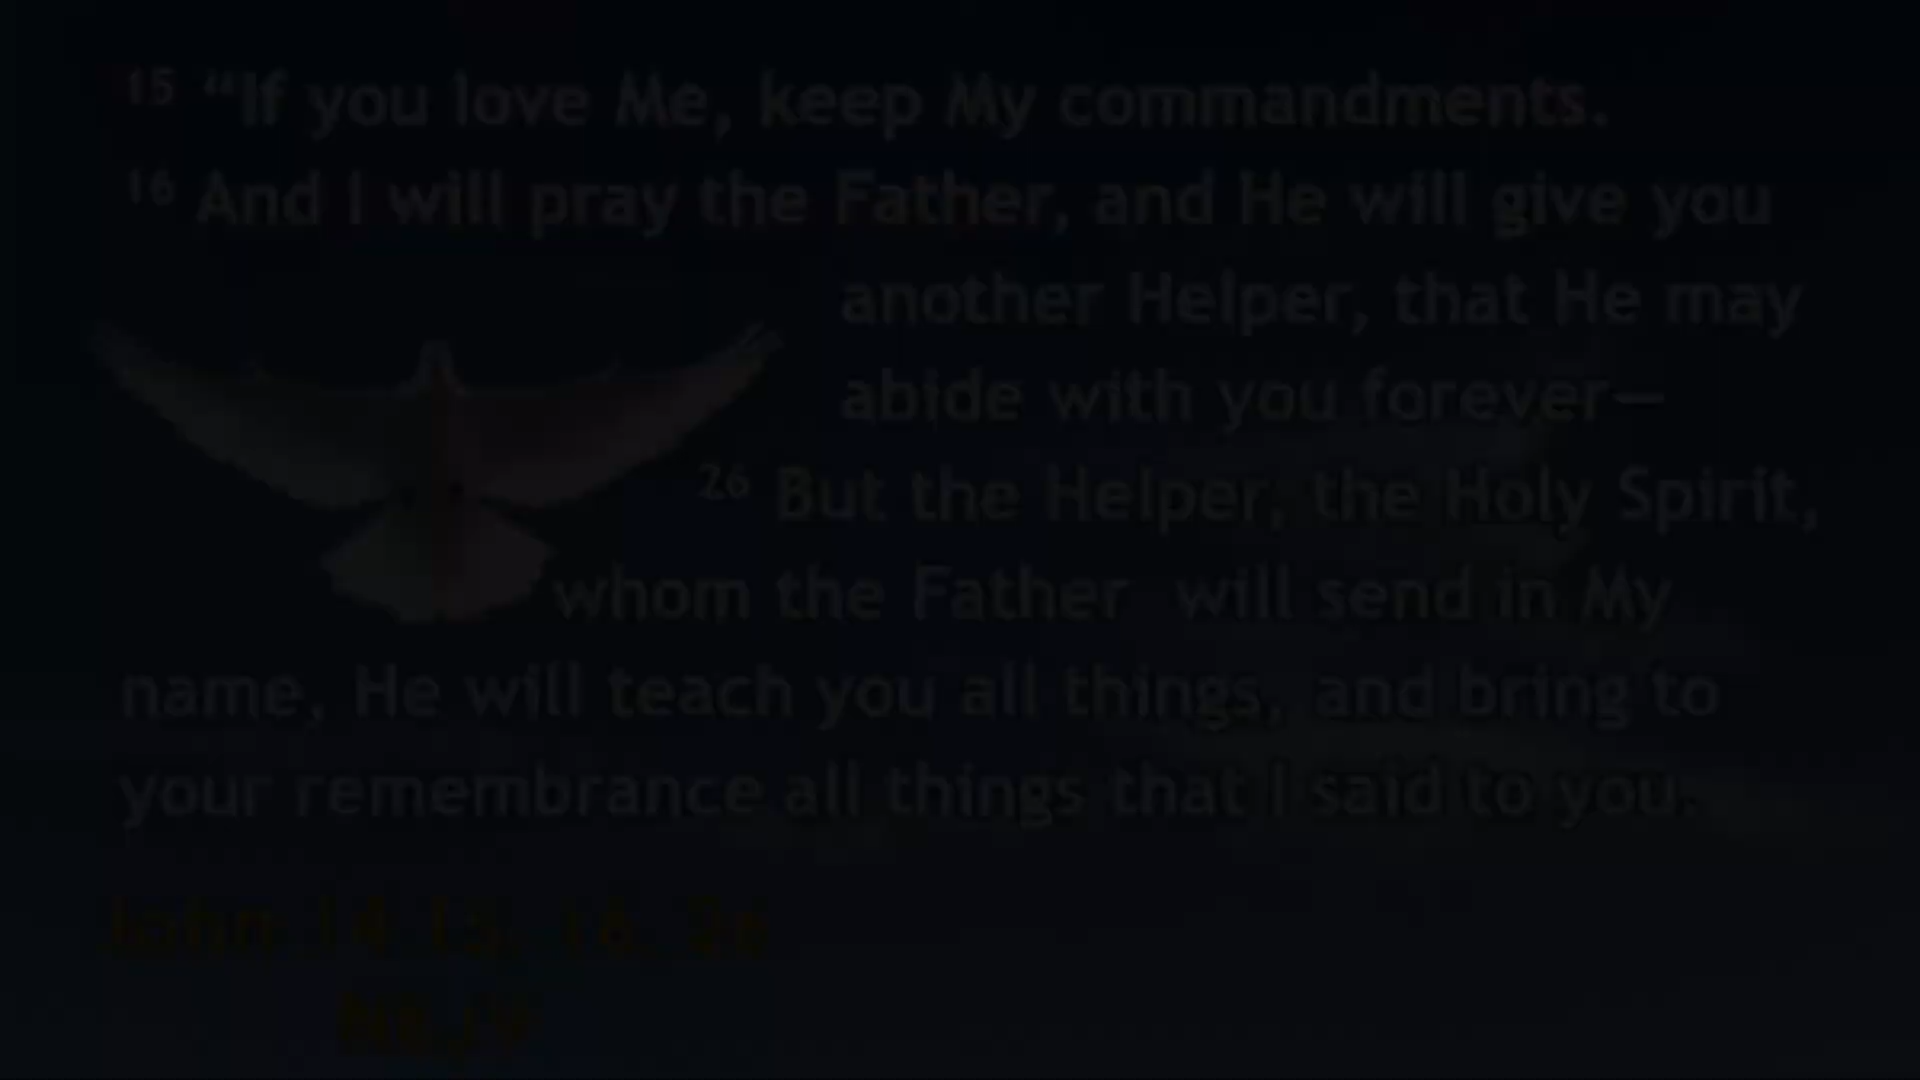 15 “If you love Me, keep My commandments.
16 And I will pray the Father, and He will give you
another Helper, that He may
abide with you forever—
26 But the Helper, the Holy Spirit,
whom the Father will send in My
name, He will teach you all things, and bring to
your remembrance all things that I said to you.
John 14 15, 16, 26
NKJV